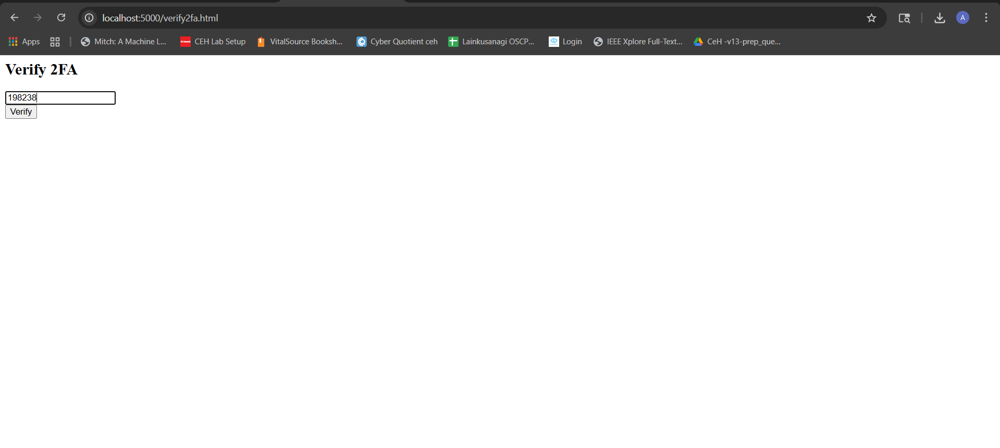 localhost:5000/verify2fa.html
A
Apps
Mitch: A Machine L...
CEH Lab Setup
VitalSource Booksh...
Cyber Quotient ceh
Lainkusanagi OSCP...
Login
IEEE Xplore Full-Text...
CeH -v13-prep_que...
Verify 2FA
198238
Verify